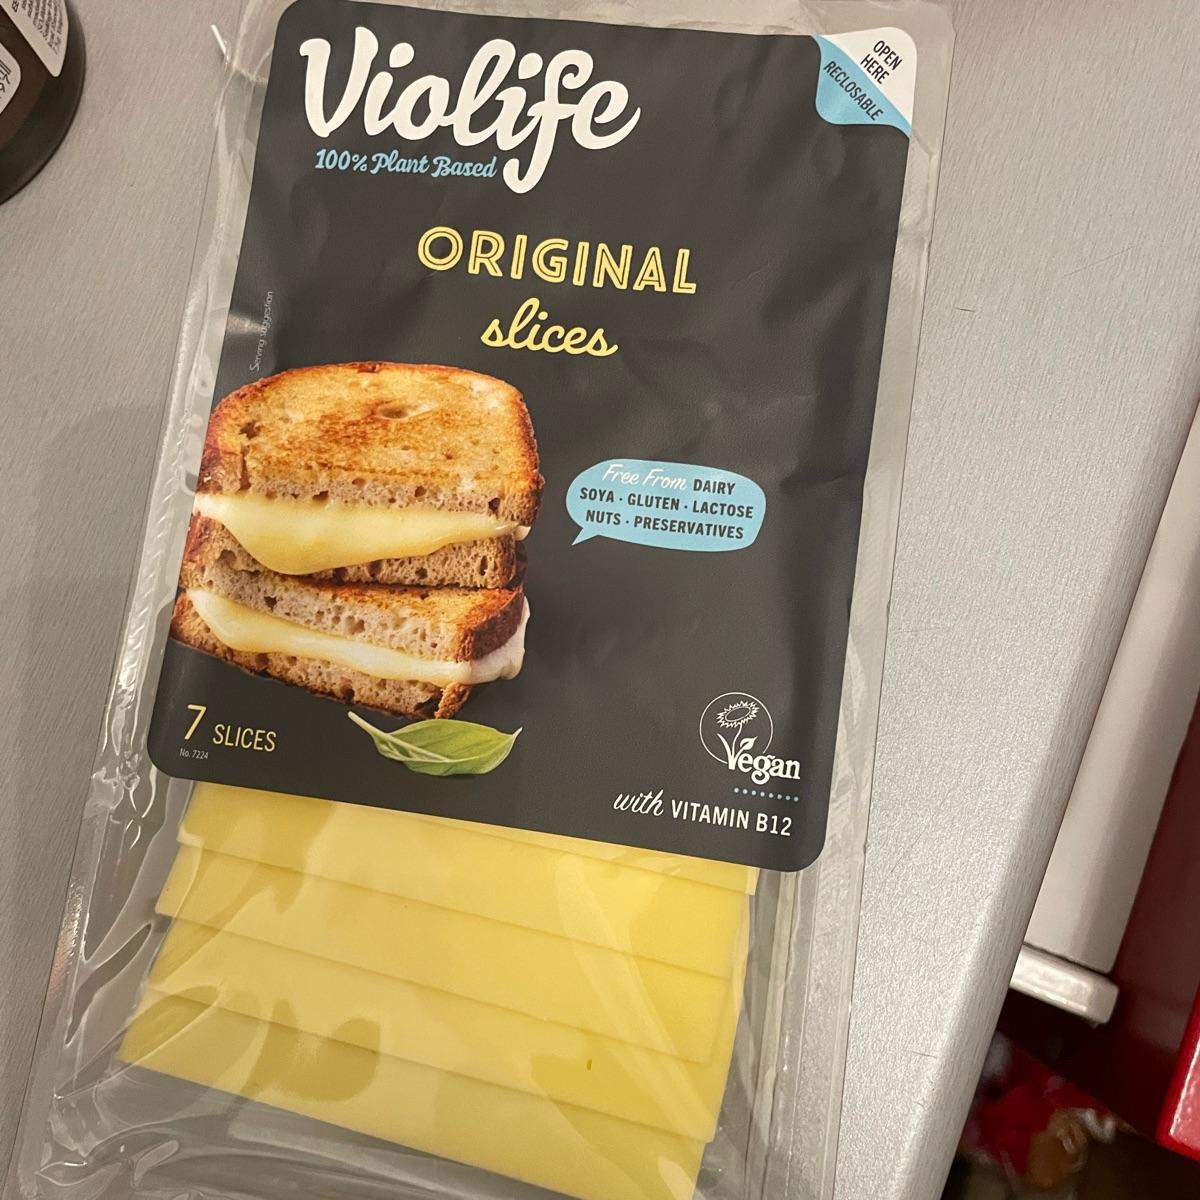 Violife
100% Plant Based
OPEN
HERE
RECLOSABLE
ORIGINAL
slices
Serving suggestion
Free From DAIRY
SOYA · GLUTEN · LACTOSE
NUTS · PRESERVATIVES
7 SLICES
No. 7224
Vegan
with VITAMIN B12